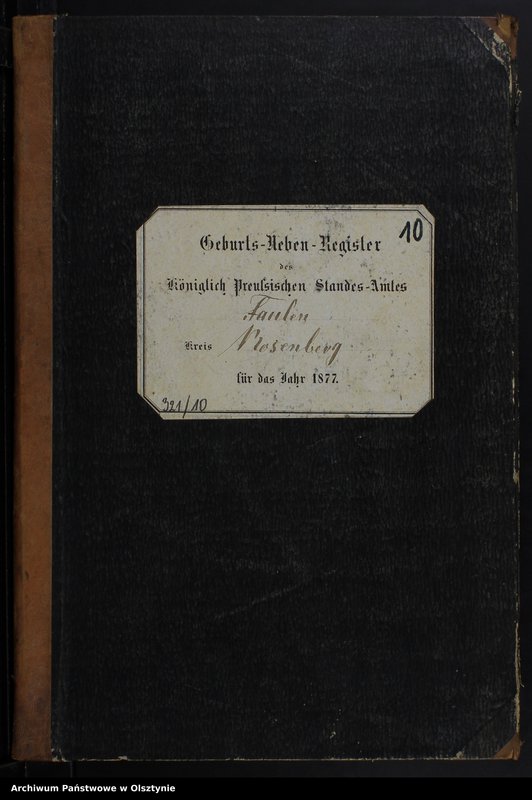 10
Geburts-Neben-Register
des
Königlich Preußsischen Standes-Amtes
Faulen
Kreis Rosenberg
für das Jahr 1877.
321/10
Archiwum Państwowe w Olsztynie